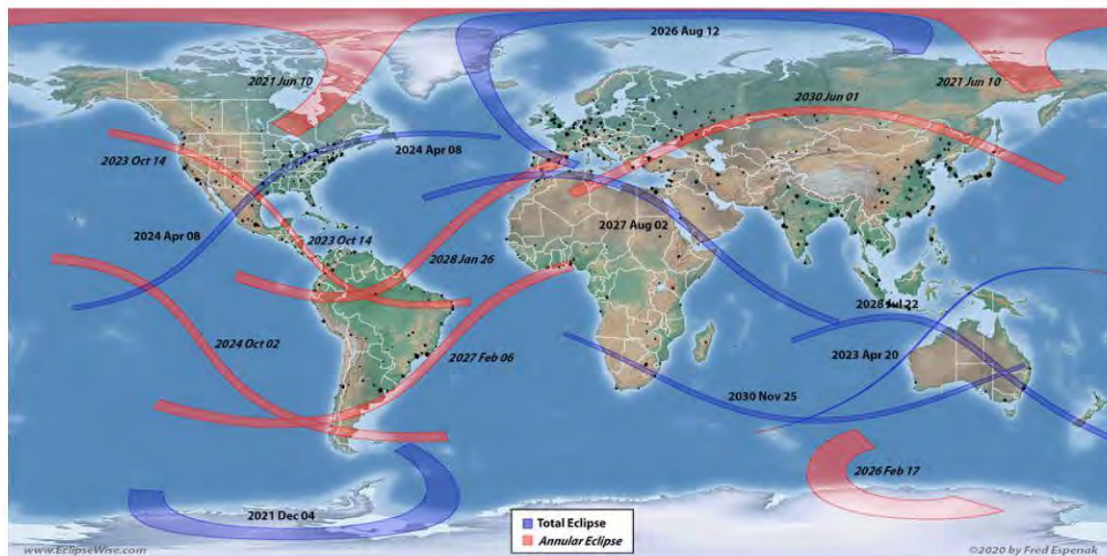 2026 Aug 12
2021 Jun 10
2021 Jun 10
2030 Jun 01
2023 Oct 14
2024 Apr 08
2027 Aug 02
2024 Apr 08
2023 Oct 14
2028 Jan 26
2028 Jul 22
2024 Oct 02
2027 Feb 06
2023 Apr 20
2030 Nov 25
2026 Feb 17
2021 Dec 04
Total Eclipse
Annular Eclipse
www.EclipseWise.com
©2020 by Fred Espenak